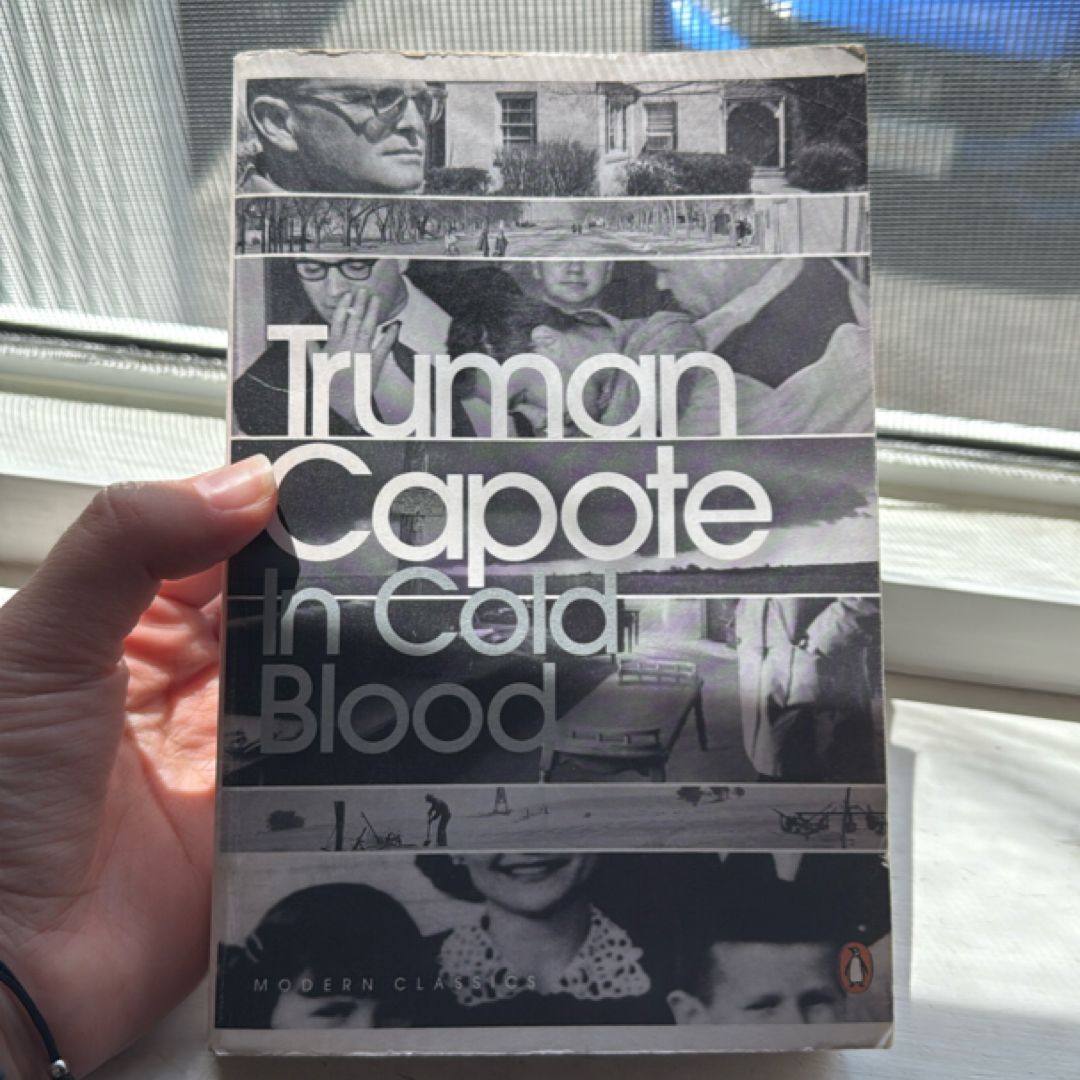 Truman
Capote
In Cold
Blood
MODERN CLASSICS